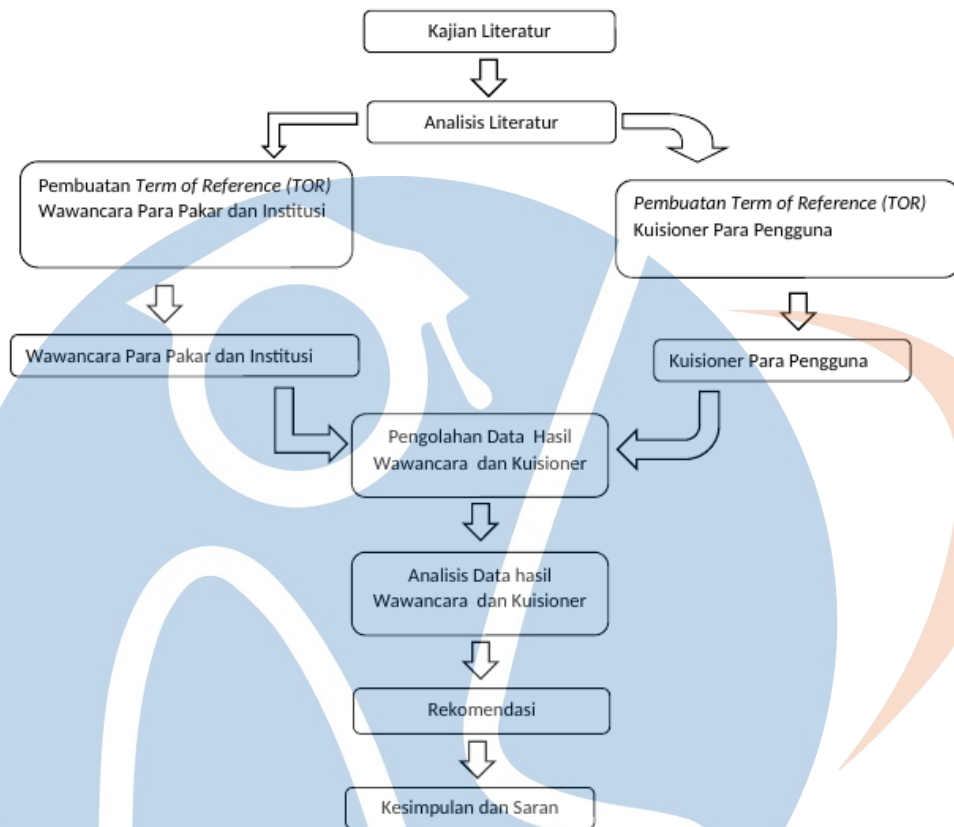 Kajian Literatur
Analisis Literatur
Pembuatan Term of Reference (TOR)
Wawancara Para Pakar dan Institusi
Pembuatan Term of Reference (TOR)
Kuisioner Para Pengguna
Wawancara Para Pakar dan Institusi
Kuisioner Para Pengguna
Pengolahan Data Hasil
Wawancara dan Kuisioner
Analisis Data hasil
Wawancara dan Kuisioner
Rekomendasi
Kesimpulan dan Saran